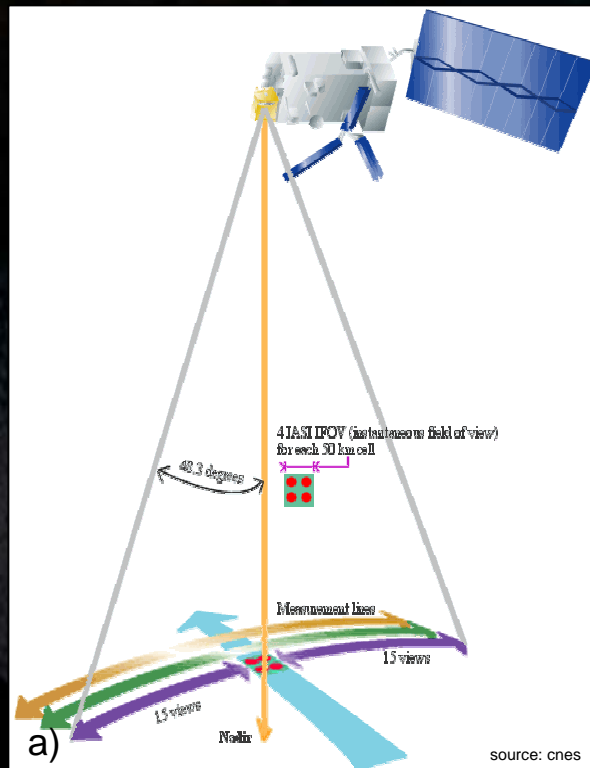 4 IASI IFOV (instantaneous field of view)
for each 50 km cell
48.3 degrees
Measurement lines
15 views
15 views
Nadir
a)
source: cnes